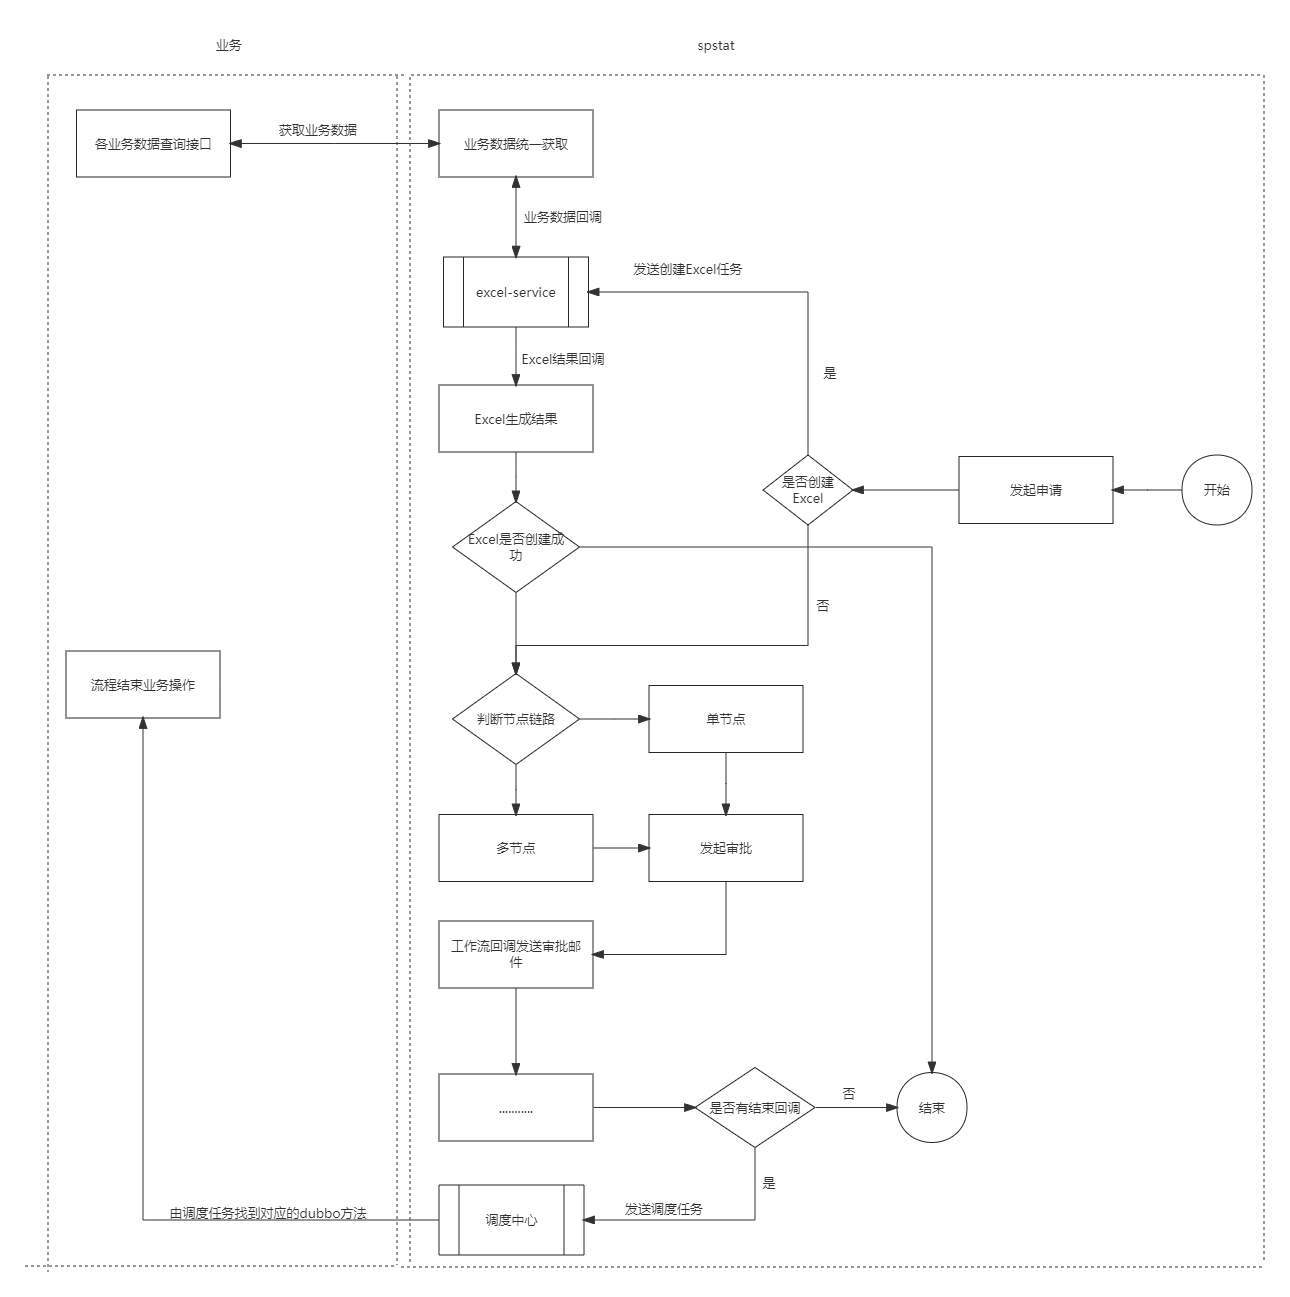 业务
spstat
各业务数据查询接口
获取业务数据
业务数据统一获取
业务数据回调
发送创建Excel任务
excel-service
Excel结果回调
是
Excel生成结果
是否创建
Excel
发起申请
开始
Excel是否创建成
功
否
流程结束业务操作
判断节点链路
单节点
多节点
发起审批
工作流回调发送审批邮
件
...........
是否有结束回调
否
结束
是
由调度任务找到对应的dubbo方法
调度中心
发送调度任务